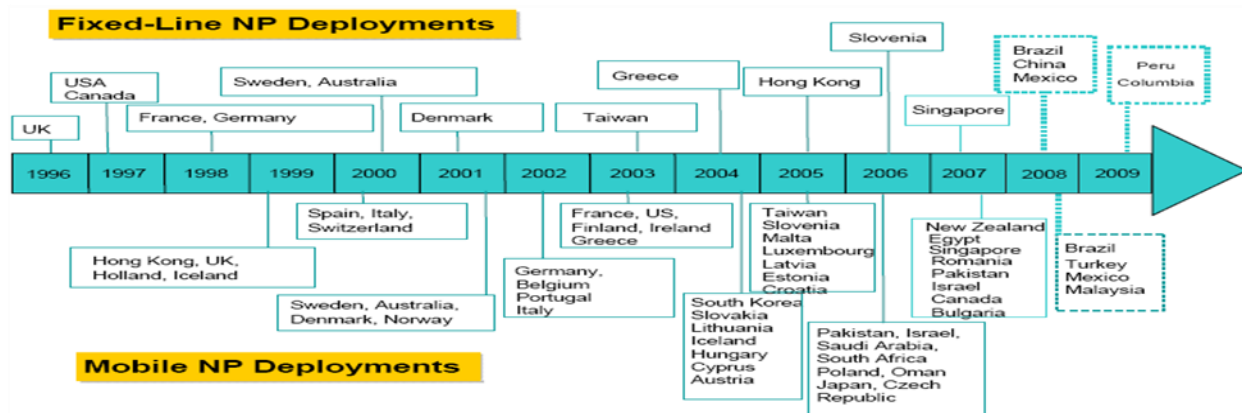 Fixed-Line NP Deployments
Slovenia
Brazil
China
Mexico
Peru
Columbia
USA
Canada
Sweden, Australia
Greece
Hong Kong
UK
France, Germany
Denmark
Taiwan
Singapore
1996 1997 1998 1999 2000 2001 2002 2003 2004 2005 2006 2007 2008 2009
Hong Kong, UK,
Holland, Iceland
Spain, Italy,
Switzerland
Sweden, Australia,
Denmark, Norway
Germany,
Belgium
Portugal
Italy
France, US,
Finland, Ireland
Greece
South Korea
Slovakia
Lithuania
Iceland
Hungary
Cyprus
Austria
Taiwan
Slovenia
Malta
Luxembourg
Latvia
Estonia
Croatia
Pakistan, Israel,
Saudi Arabia,
South Africa
Poland, Oman
Japan, Czech
Republic
New Zealand
Egypt
Singapore
Romania
Pakistan
Israel
Canada
Bulgaria
Brazil
Turkey
Mexico
Malaysia
Mobile NP Deployments